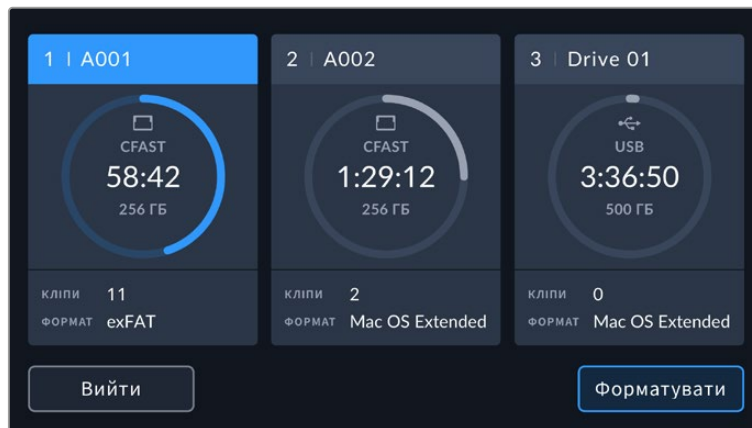 1 | A001
CFAST
58:42
256 ГБ
КЛІПИ 11
ФОРМАТ exFAT
2 | A002
CFAST
1:29:12
256 ГБ
КЛІПИ 2
ФОРМАТ Mac OS Extended
3 | Drive 01
USB
3:36:50
500 ГБ
КЛІПИ 0
ФОРМАТ Mac OS Extended
Вийти
Форматувати